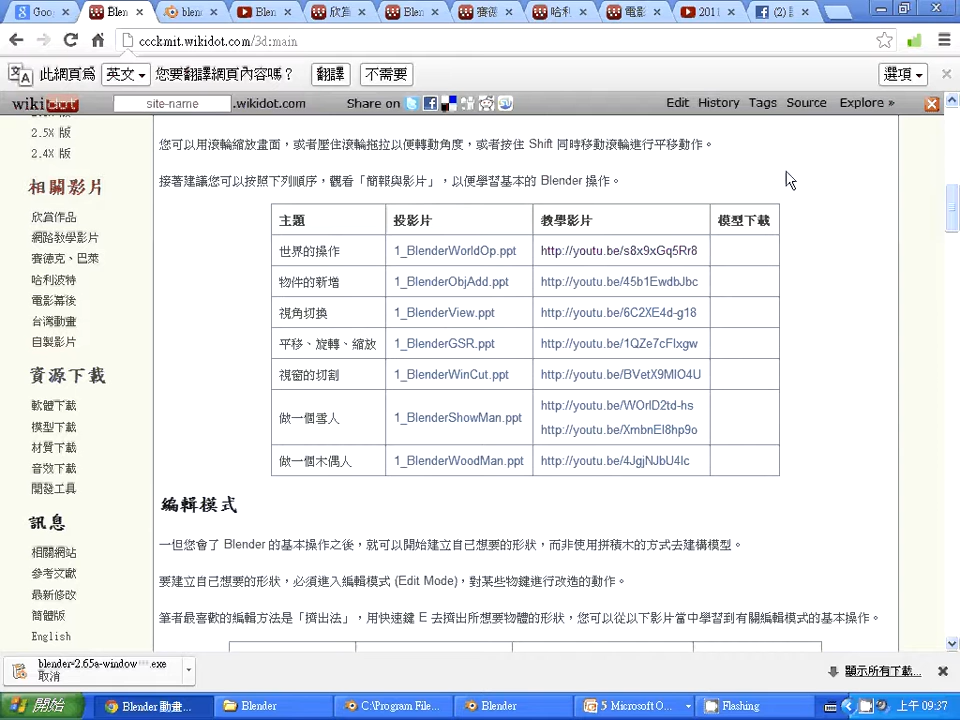 Goo
Blen
blen
Blen
欣賞
Blen
賽德
哈利
電影
2011
(2)
ccckmit.wikidot.com/3d:main
此網頁為 英文 您要翻譯網頁內容嗎？ 翻譯 不需要 選項
wikidot site-name .wikidot.com Share on Edit History Tags Source Explore »
2.5X 版
2.4X 版
相關影片
欣賞作品
網路教學影片
賽德克、巴萊
哈利波特
電影幕後
台灣動畫
自製影片
資源下載
軟體下載
模型下載
材質下載
音效下載
開發工具
訊息
相關網站
參考文獻
最新修改
簡體版
English
您可以用滾輪縮放畫面，或者壓住滾輪拖拉以便轉動角度，或者按住 Shift 同時移動滾輪進行平移動作。
接著建議您可以按照下列順序，觀看「簡報與影片」，以便學習基本的 Blender 操作。
主題 投影片 教學影片 模型下載
世界的操作 1_BlenderWorldOp.ppt http://youtu.be/s8x9xGq5Rr8
物件的新增 1_BlenderObjAdd.ppt http://youtu.be/45b1EwdbJbc
視角切換 1_BlenderView.ppt http://youtu.be/6C2XE4d-g18
平移、旋轉、縮放 1_BlenderGSR.ppt http://youtu.be/1QZe7cFlxgw
視窗的切割 1_BlenderWinCut.ppt http://youtu.be/BVetX9MlO4U
做一個雪人 1_BlenderShowMan.ppt http://youtu.be/WOrlD2td-hs
http://youtu.be/XmbnEl8hp9o
做一個木偶人 1_BlenderWoodMan.ppt http://youtu.be/4JgjNJbU4lc
編輯模式
一但您會了 Blender 的基本操作之後，就可以開始建立自己想要的形狀，而非使用拼積木的方式去建構模型。
要建立自己想要的形狀，必須進入編輯模式 (Edit Mode)，對某些物鍵進行改造的動作。
筆者最喜歡的編輯方法是「擠出法」，用快速鍵 E 去擠出所想要物體的形狀，您可以從以下影片當中學習到有關編輯模式的基本操作。
blender-2.65a-window….exe
取消
顯示所有下載...
開始 Blender 動畫... Blender C:\Program File... Blender 5 Microsoft O... Flashing 上午 09:37